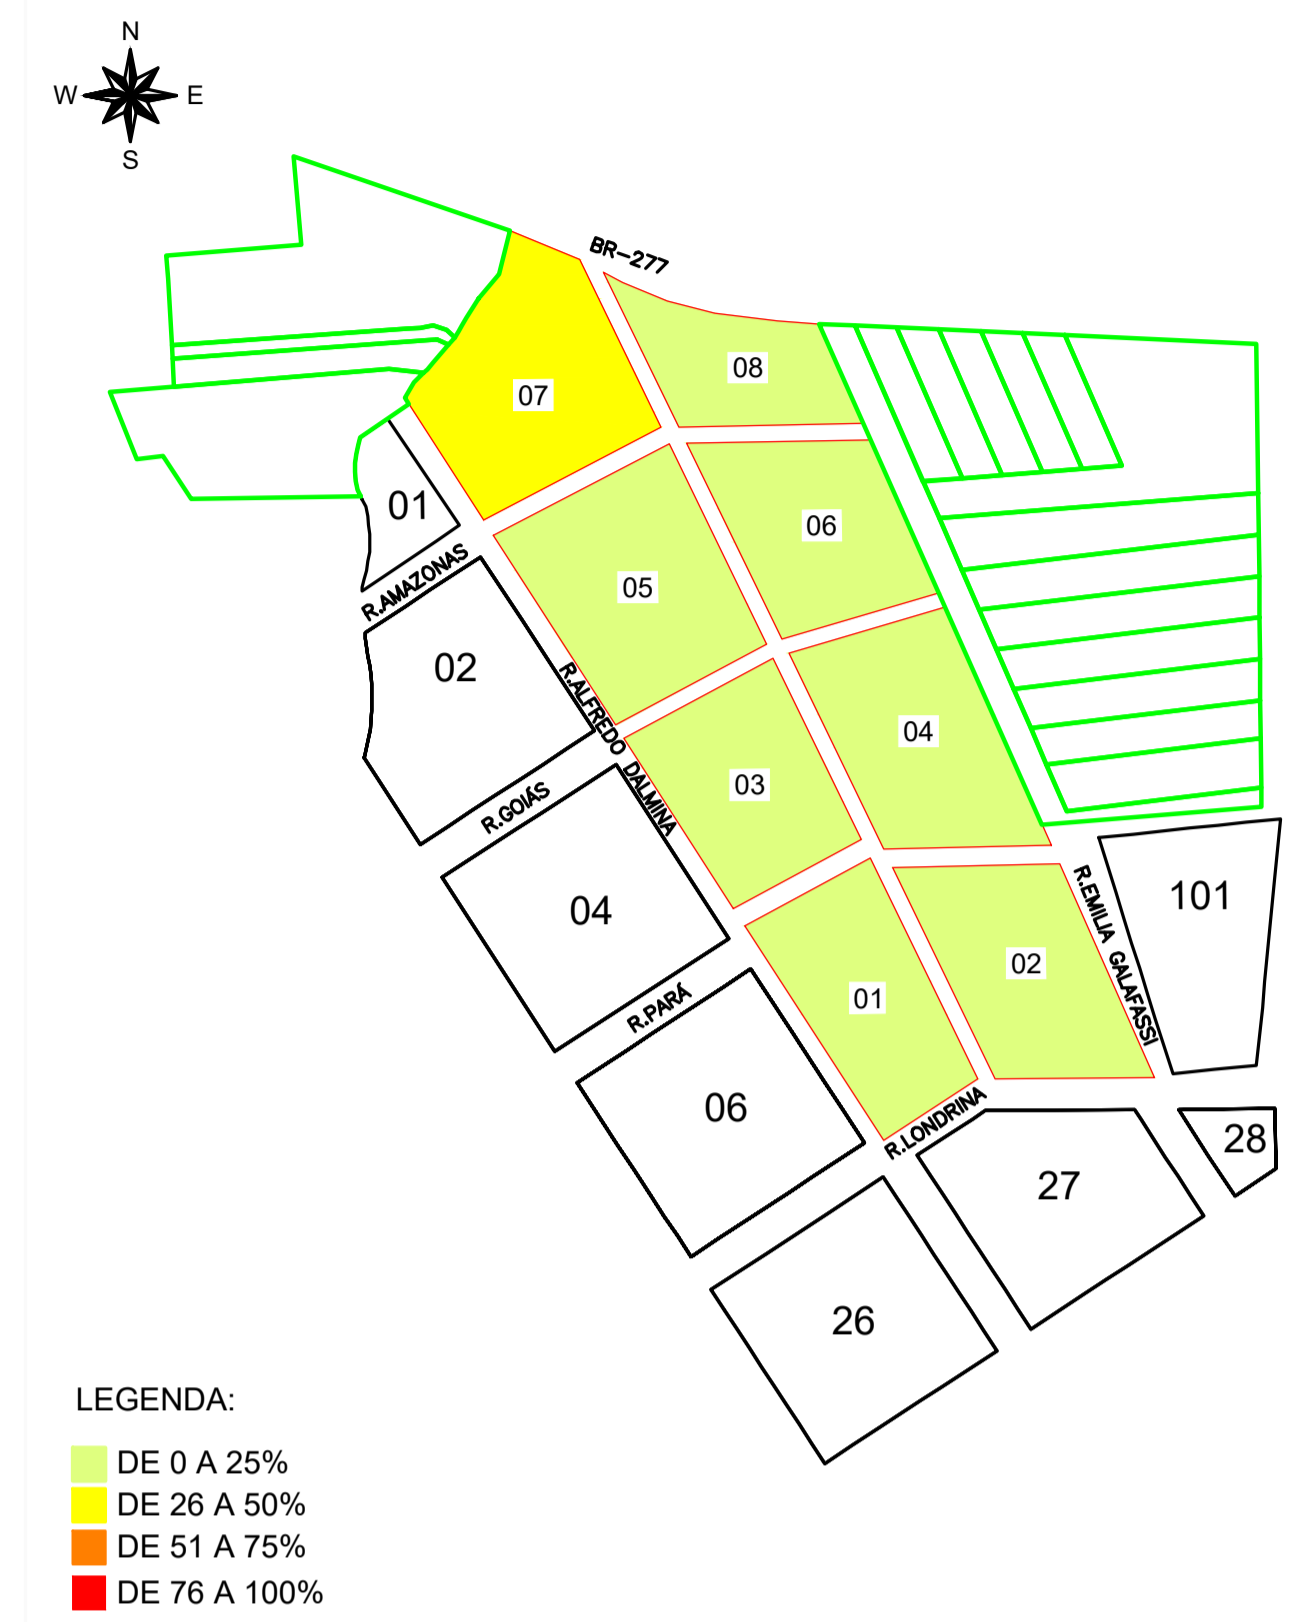 N
W E
S
BR-277
08
07
01
06
R.AMAZONAS
05
02
R.ALFREDO DALMINA
04
03
R.GOIÁS
R.EMILIA GALAFASSI
101
04
02
01
R.PARÁ
06
R.LONDRINA
28
27
26
LEGENDA:
DE 0 A 25%
DE 26 A 50%
DE 51 A 75%
DE 76 A 100%